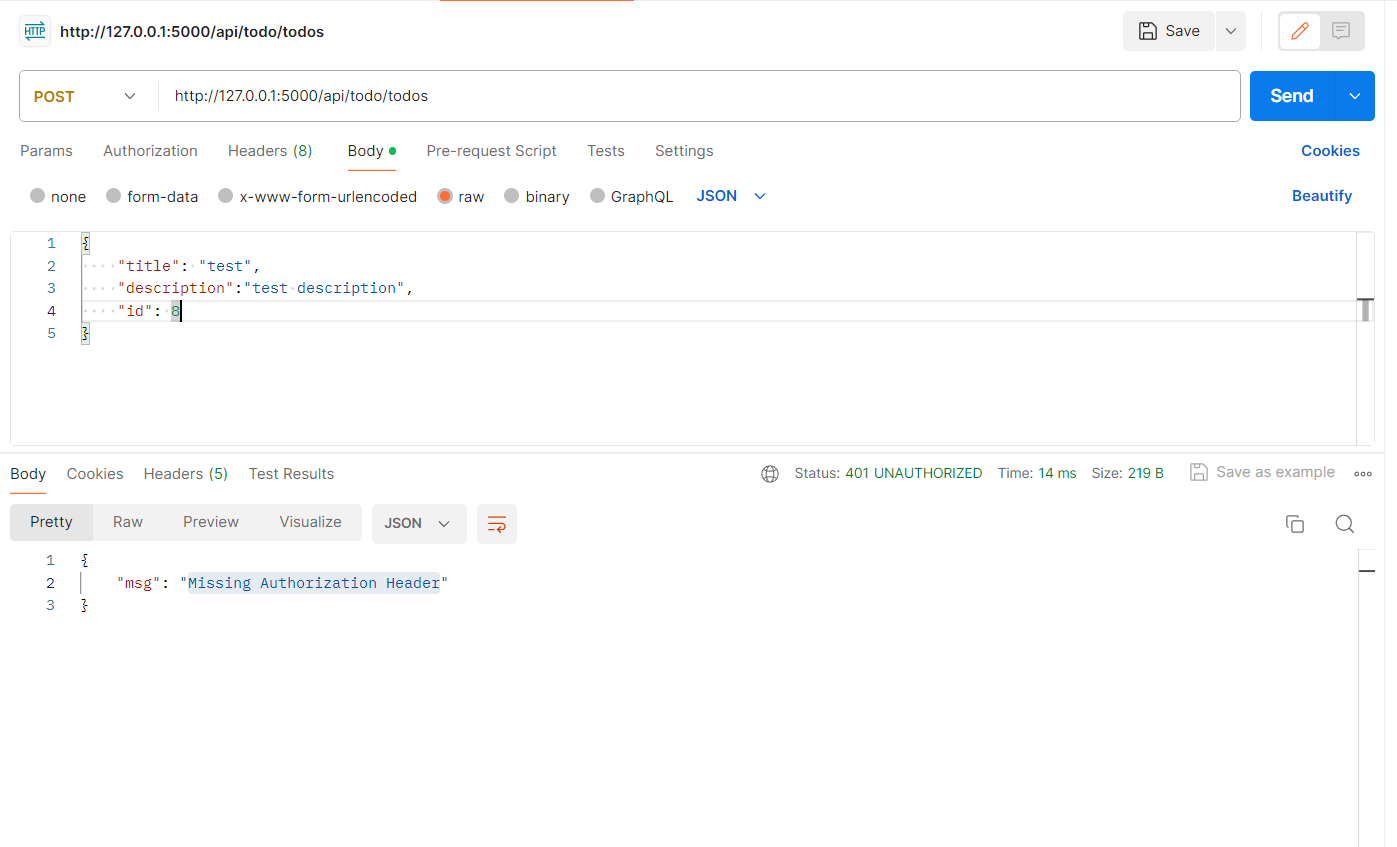 HTTP http://127.0.0.1:5000/api/todo/todos Save
POST http://127.0.0.1:5000/api/todo/todos Send
Params Authorization Headers (8) Body Pre-request Script Tests Settings Cookies
none form-data x-www-form-urlencoded raw binary GraphQL JSON Beautify
1 {
2 "title": "test",
3 "description":"test description",
4 "id": 8
5 }
Body Cookies Headers (5) Test Results Status: 401 UNAUTHORIZED Time: 14 ms Size: 219 B Save as example
Pretty Raw Preview Visualize JSON
1 {
2 "msg": "Missing Authorization Header"
3 }